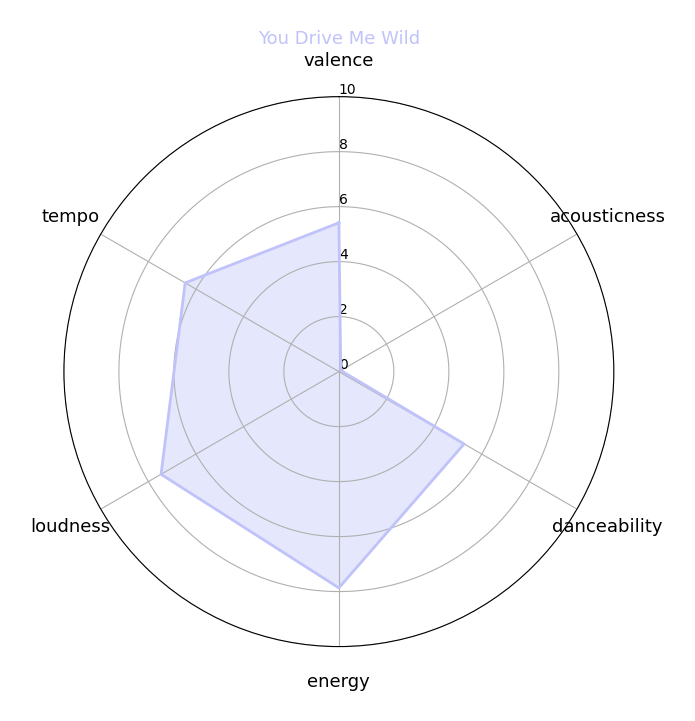 You Drive Me Wild
valence
10
8
tempo
acousticness
6
4
2
0
loudness
danceability
energy